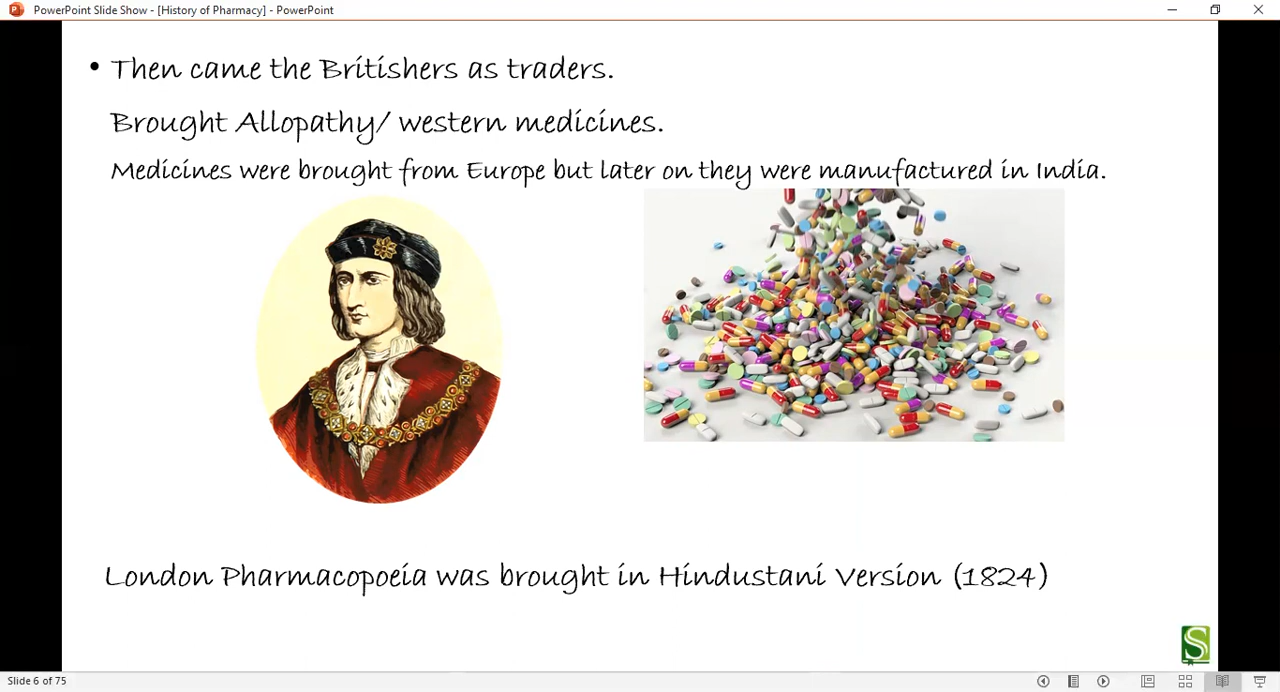 PowerPoint Slide Show - [History of Pharmacy] - PowerPoint
• Then came the Britishers as traders.
Brought Allopathy/ western medicines.
Medicines were brought from Europe but later on they were manufactured in India.
London Pharmacopoeia was brought in Hindustani Version (1824)
S
Slide 6 of 75